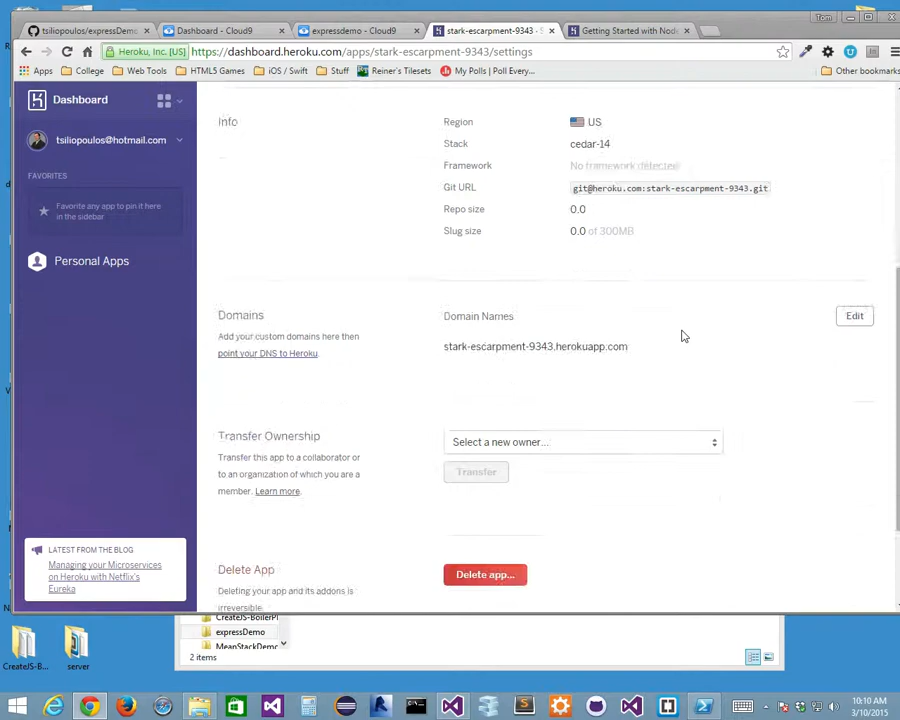 Tom
tsiliopoulos/expressDem
Dashboard - Cloud9
expressdemo - Cloud9
stark-escarpment-9343 - S
Getting Started with Node
Heroku, Inc. [US]
https://dashboard.heroku.com/apps/stark-escarpment-9343/settings
Apps
College
Web Tools
HTML5 Games
iOS / Swift
Stuff
Reiner's Tilesets
My Polls | Poll Every...
Other bookmarks
Dashboard
tsiliopoulos@hotmail.com
FAVORITES
Favorite any app to pin it here
in the sidebar
Personal Apps
LATEST FROM THE BLOG
Managing your Microservices
on Heroku with Netflix's
Eureka
Info
Region
US
Stack
cedar-14
Framework
No framework detected
Git URL
git@heroku.com:stark-escarpment-9343.git
Repo size
0.0
Slug size
0.0 of 300MB
Domains
Add your custom domains here then
point your DNS to Heroku.
Domain Names
Edit
stark-escarpment-9343.herokuapp.com
Transfer Ownership
Transfer this app to a collaborator or
to an organization of which you are a
member. Learn more.
Select a new owner...
Transfer
Delete App
Deleting your app and its addons is
irreversible.
Delete app...
CreateJS-BoilerPl
expressDemo
MeanStackDemo
2 items
CreateJS-B...
server
10:10 AM
3/10/2015